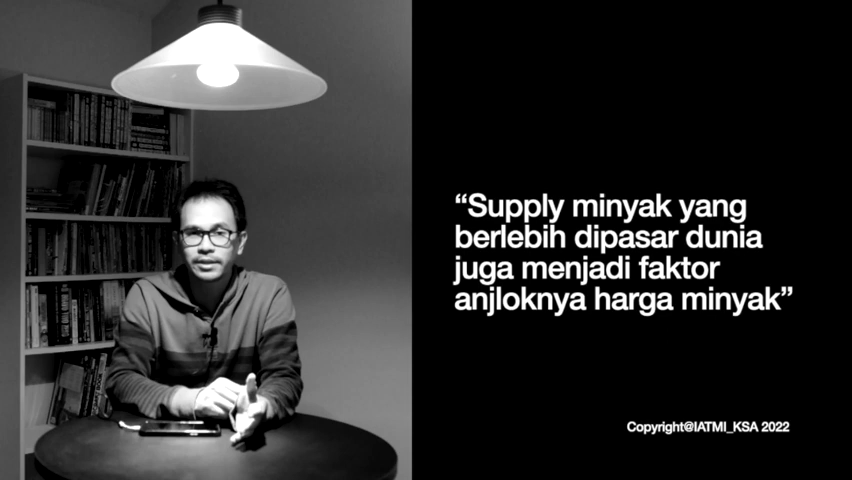 “Supply minyak yang
berlebih dipasar dunia
juga menjadi faktor
anjloknya harga minyak”
Copyright@IATMI_KSA 2022